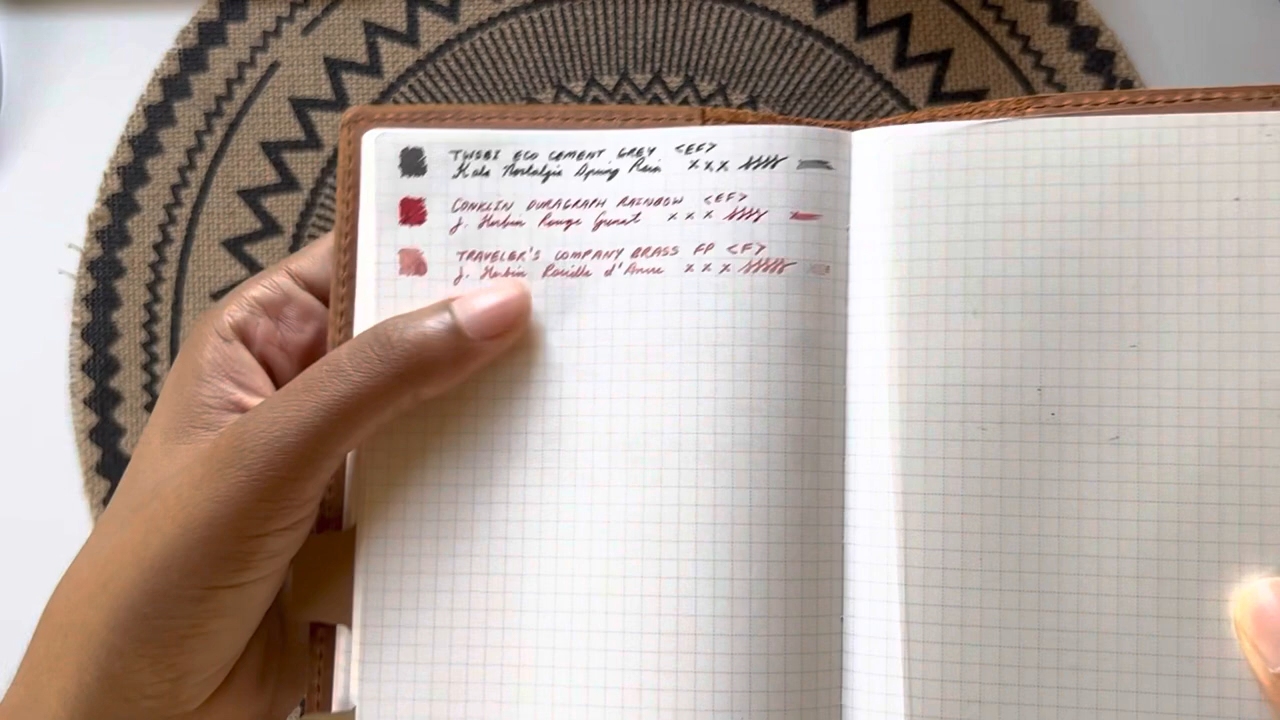 TWSBI ECO CEMENT GREY <EF>
Kala Nostalgia Spring Rain x x x
CONKLIN DURAGRAPH RAINBOW <EF>
J. Herbin Rouge Grenat x x x
TRAVELER'S COMPANY BRASS FP <F>
J. Herbin Rouille d'Ancre x x x